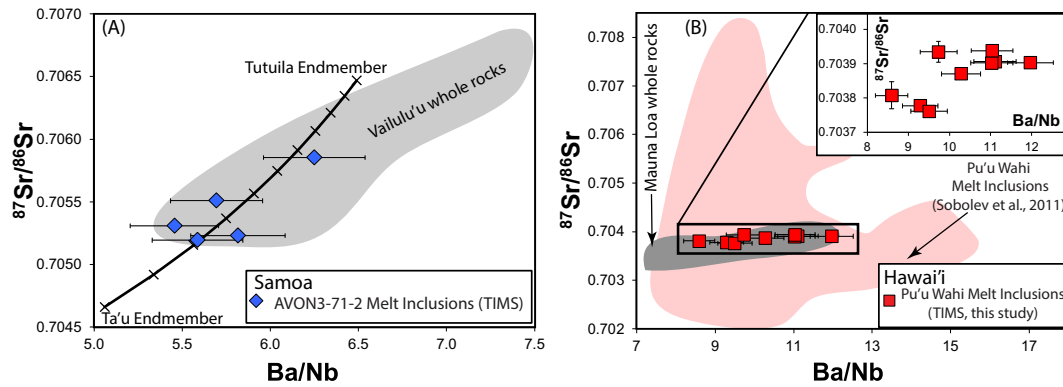 (A)
0.7070
0.7065
0.7060
0.7055
0.7050
0.7045
87Sr/86Sr
Tutuila Endmember
Vailulu'u whole rocks
Ta'u Endmember
Samoa
AVON3-71-2 Melt Inclusions (TIMS)
5.0 5.5 6.0 6.5 7.0 7.5
Ba/Nb
(B)
0.708
0.707
0.706
0.705
0.704
0.703
0.702
87Sr/86Sr
Mauna Loa whole rocks
0.7040
0.7039
0.7038
0.7037
87Sr/86Sr
Ba/Nb
8 9 10 11 12
Pu'u Wahi
Melt Inclusions
(Sobolev et al., 2011)
Hawai'i
Pu'u Wahi Melt Inclusions
(TIMS, this study)
7 9 11 13 15 17
Ba/Nb